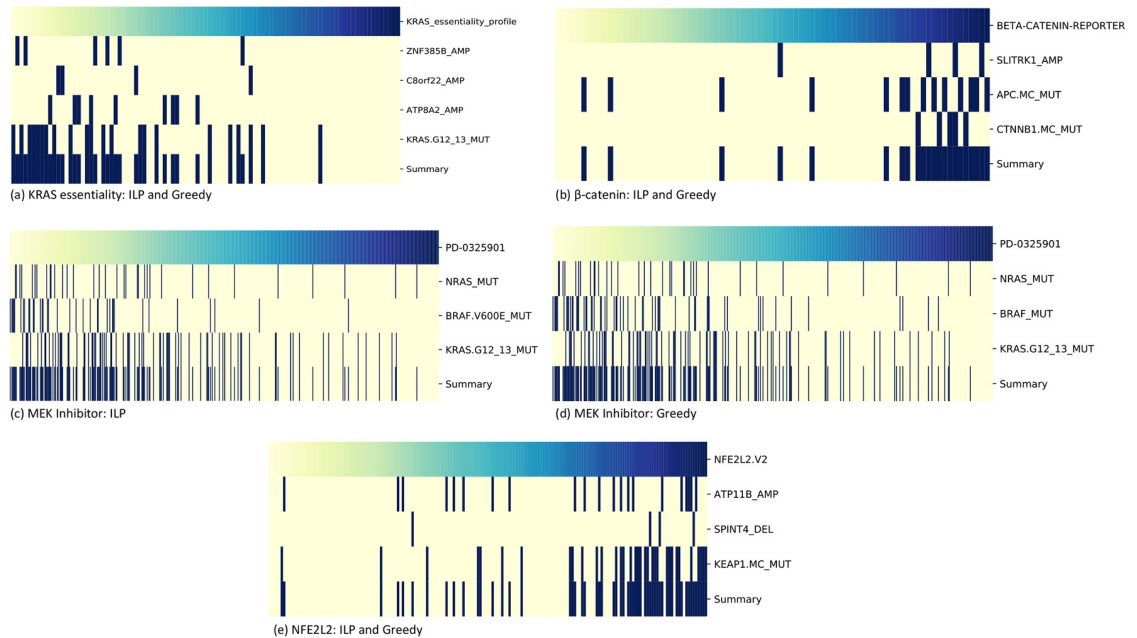 KRAS_essentiality_profile
ZNF385B_AMP
C8orf22_AMP
ATP8A2_AMP
KRAS.G12_13_MUT
Summary
(a) KRAS essentiality: ILP and Greedy
BETA-CATENIN-REPORTER
SLITRK1_AMP
APC.MC_MUT
CTNNB1.MC_MUT
Summary
(b) β-catenin: ILP and Greedy
PD-0325901
NRAS_MUT
BRAF.V600E_MUT
KRAS.G12_13_MUT
Summary
(c) MEK Inhibitor: ILP
PD-0325901
NRAS_MUT
BRAF_MUT
KRAS.G12_13_MUT
Summary
(d) MEK Inhibitor: Greedy
NFE2L2.V2
ATP11B_AMP
SPINT4_DEL
KEAP1.MC_MUT
Summary
(e) NFE2L2: ILP and Greedy